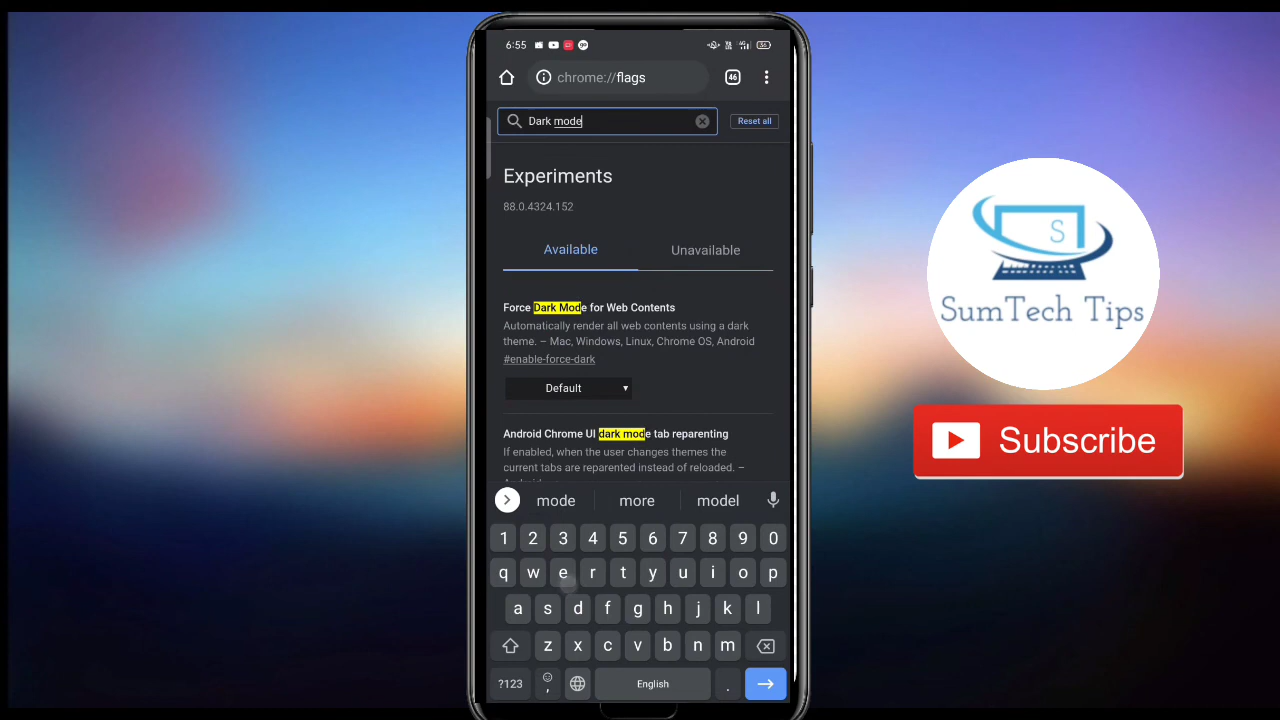 6:55
56
chrome://flags
46
Dark mode
Reset all
Experiments
88.0.4324.152
Available
Unavailable
Force Dark Mode for Web Contents
Automatically render all web contents using a dark
theme. – Mac, Windows, Linux, Chrome OS, Android
#enable-force-dark
Default
Android Chrome UI dark mode tab reparenting
If enabled, when the user changes themes the
current tabs are reparented instead of reloaded. –
mode more model
1 2 3 4 5 6 7 8 9 0
q w e r t y u i o p
a s d f g h j k l
z x c v b n m
?123 , English .
S
SumTech Tips
Subscribe